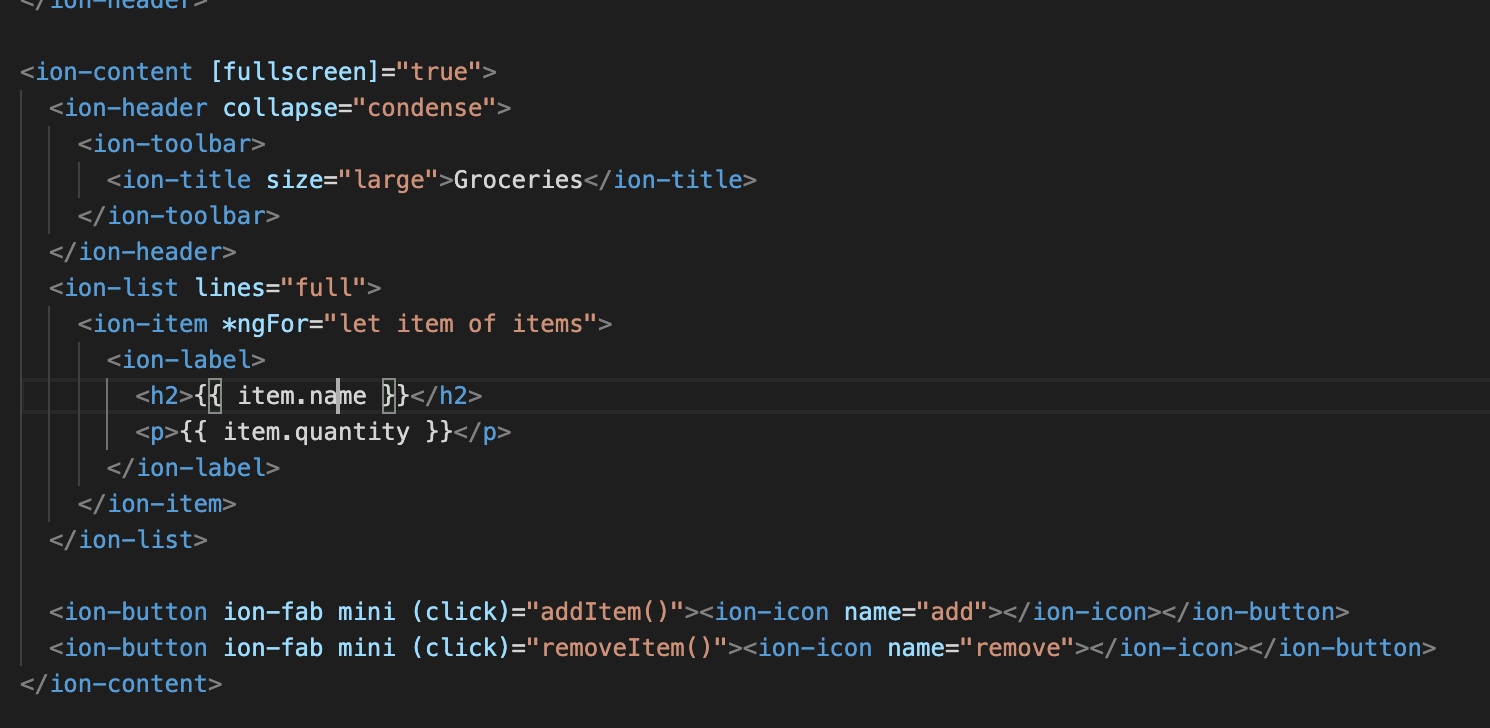 </ion-header>
<ion-content [fullscreen]="true">
<ion-header collapse="condense">
<ion-toolbar>
<ion-title size="large">Groceries</ion-title>
</ion-toolbar>
</ion-header>
<ion-list lines="full">
<ion-item *ngFor="let item of items">
<ion-label>
<h2>{{ item.name }}</h2>
<p>{{ item.quantity }}</p>
</ion-label>
</ion-item>
</ion-list>
<ion-button ion-fab mini (click)="addItem()"><ion-icon name="add"></ion-icon></ion-button>
<ion-button ion-fab mini (click)="removeItem()"><ion-icon name="remove"></ion-icon></ion-button>
</ion-content>